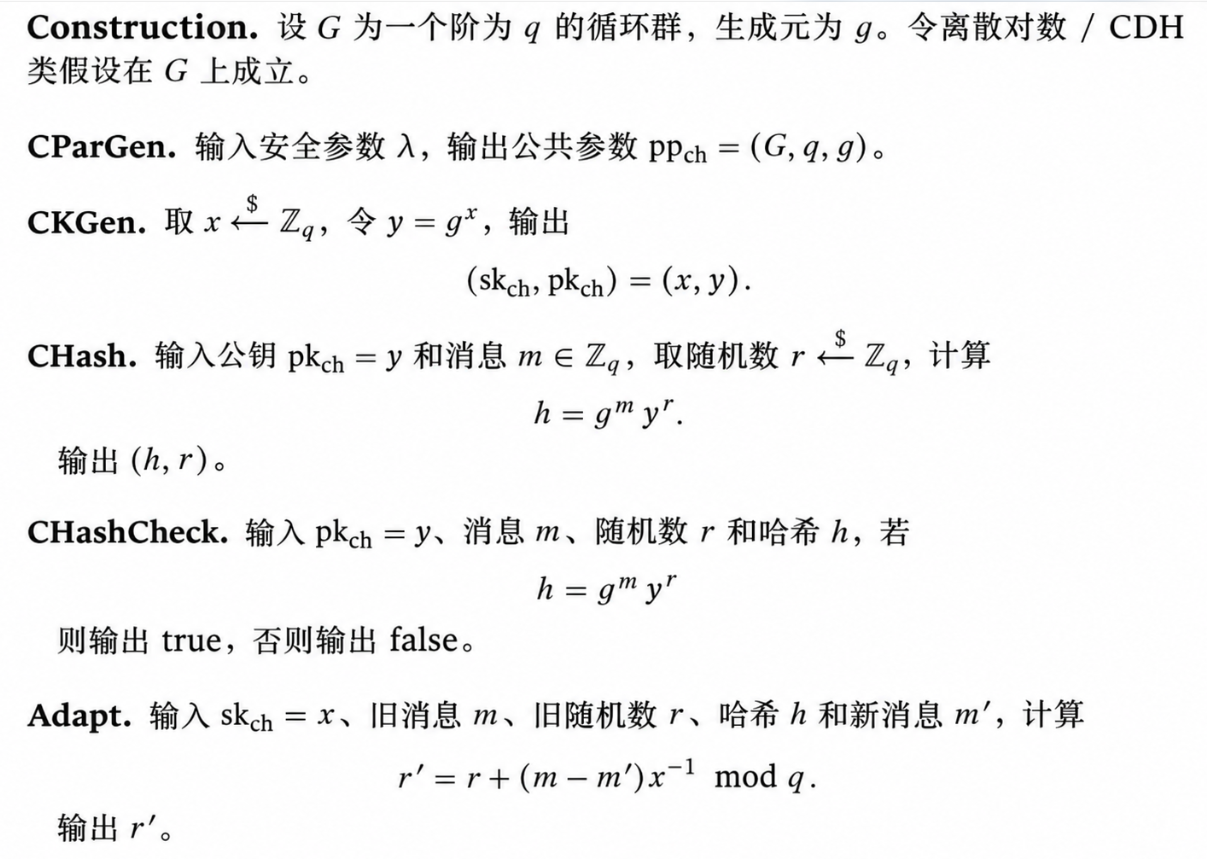 Construction. 设 G 为一个阶为 q 的循环群，生成元为 g。令离散对数 / CDH
类假设在 G 上成立。
CParGen. 输入安全参数 λ，输出公共参数 pp_ch = (G, q, g)。
CKGen. 取 x ←$ ℤ_q，令 y = g^x，输出
(sk_ch, pk_ch) = (x, y).
CHash. 输入公钥 pk_ch = y 和消息 m ∈ ℤ_q，取随机数 r ←$ ℤ_q，计算
h = g^m y^r.
输出 (h, r)。
CHashCheck. 输入 pk_ch = y、消息 m、随机数 r 和哈希 h，若
h = g^m y^r
则输出 true，否则输出 false。
Adapt. 输入 sk_ch = x、旧消息 m、旧随机数 r、哈希 h 和新消息 m′，计算
r′ = r + (m − m′)x^{−1} mod q.
输出 r′。